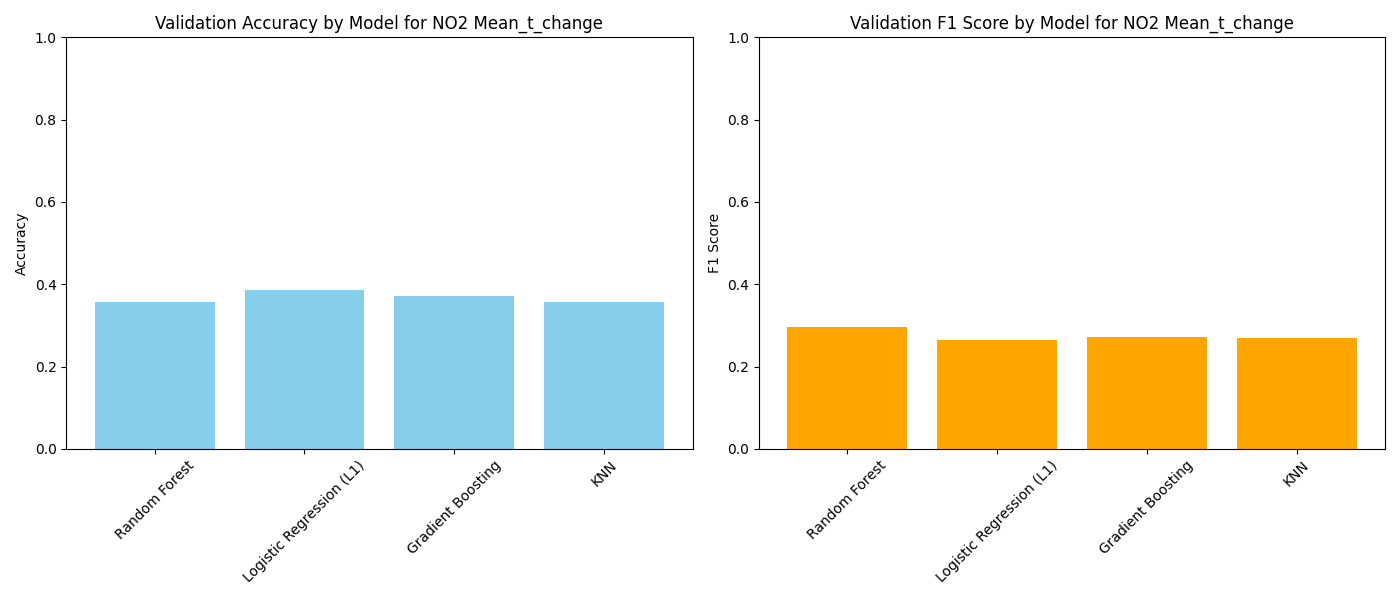 Validation Accuracy by Model for NO2 Mean_t_change
Accuracy
1.0
0.8
0.6
0.4
0.2
0.0
Random Forest
Logistic Regression (L1)
Gradient Boosting
KNN
Validation F1 Score by Model for NO2 Mean_t_change
F1 Score
1.0
0.8
0.6
0.4
0.2
0.0
Random Forest
Logistic Regression (L1)
Gradient Boosting
KNN